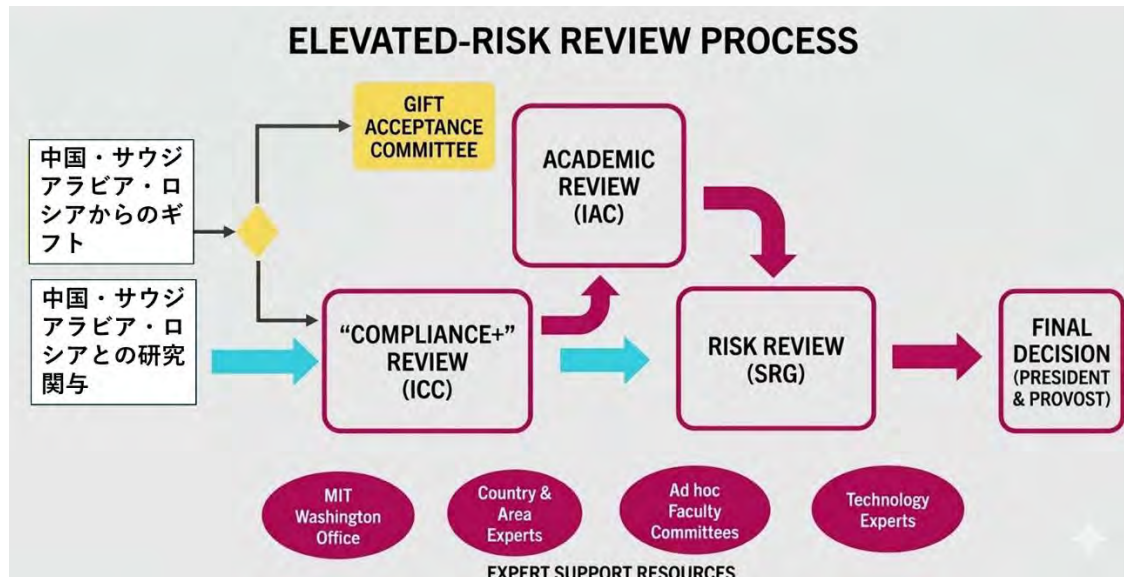 ELEVATED-RISK REVIEW PROCESS
中国・サウジ
アラビア・ロ
シアからのギ
フト
GIFT
ACCEPTANCE
COMMITTEE
ACADEMIC
REVIEW
(IAC)
中国・サウジ
アラビア・ロ
シアとの研究
関与
“COMPLIANCE+”
REVIEW
(ICC)
RISK REVIEW
(SRG)
FINAL
DECISION
(PRESIDENT
& PROVOST)
MIT
Washington
Office
Country &
Area
Experts
Ad hoc
Faculty
Committees
Technology
Experts
EXPERT SUPPORT RESOURCES